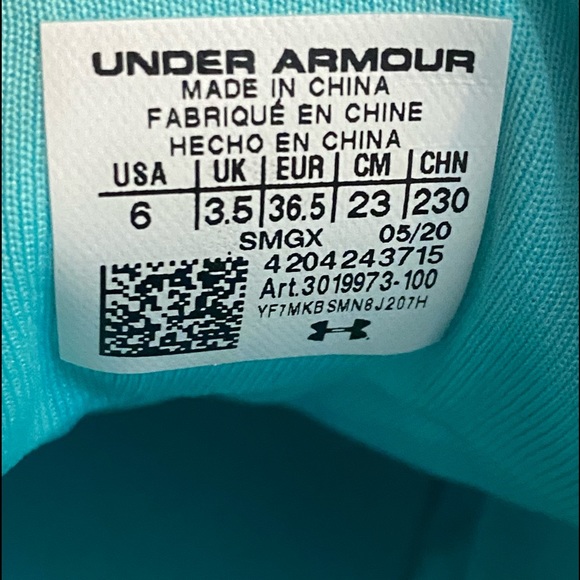 UNDER ARMOUR
MADE IN CHINA
FABRIQUÉ EN CHINE
HECHO EN CHINA
USA | UK | EUR | CM | CHN
6 | 3.5 | 36.5 | 23 | 230
SMGX 05/20
4204243715
Art.3019973-100
YF7MKBSMN8J207H